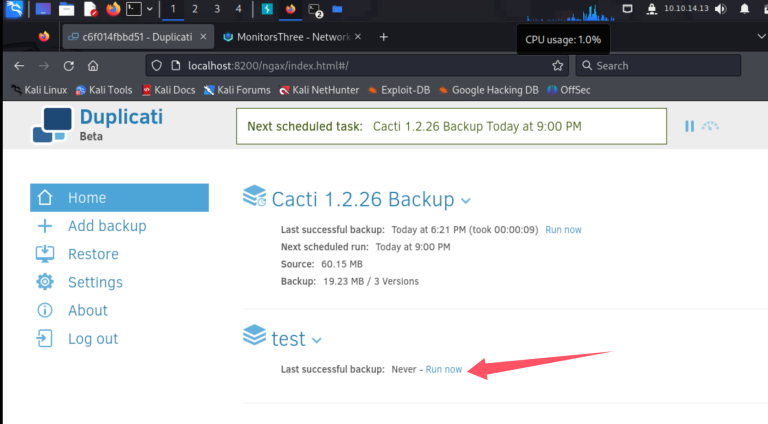 1 2 3 4
10.10.14.13
c6f014fbbd51 - Duplicati
MonitorsThree - Network
CPU usage: 1.0%
localhost:8200/ngax/index.html#/
Search
Kali Linux
Kali Tools
Kali Docs
Kali Forums
Kali NetHunter
Exploit-DB
Google Hacking DB
OffSec
Duplicati
Beta
Next scheduled task: Cacti 1.2.26 Backup Today at 9:00 PM
Home
Add backup
Restore
Settings
About
Log out
Cacti 1.2.26 Backup
Last successful backup: Today at 6:21 PM (took 00:00:09) Run now
Next scheduled run: Today at 9:00 PM
Source: 60.15 MB
Backup: 19.23 MB / 3 Versions
test
Last successful backup: Never - Run now